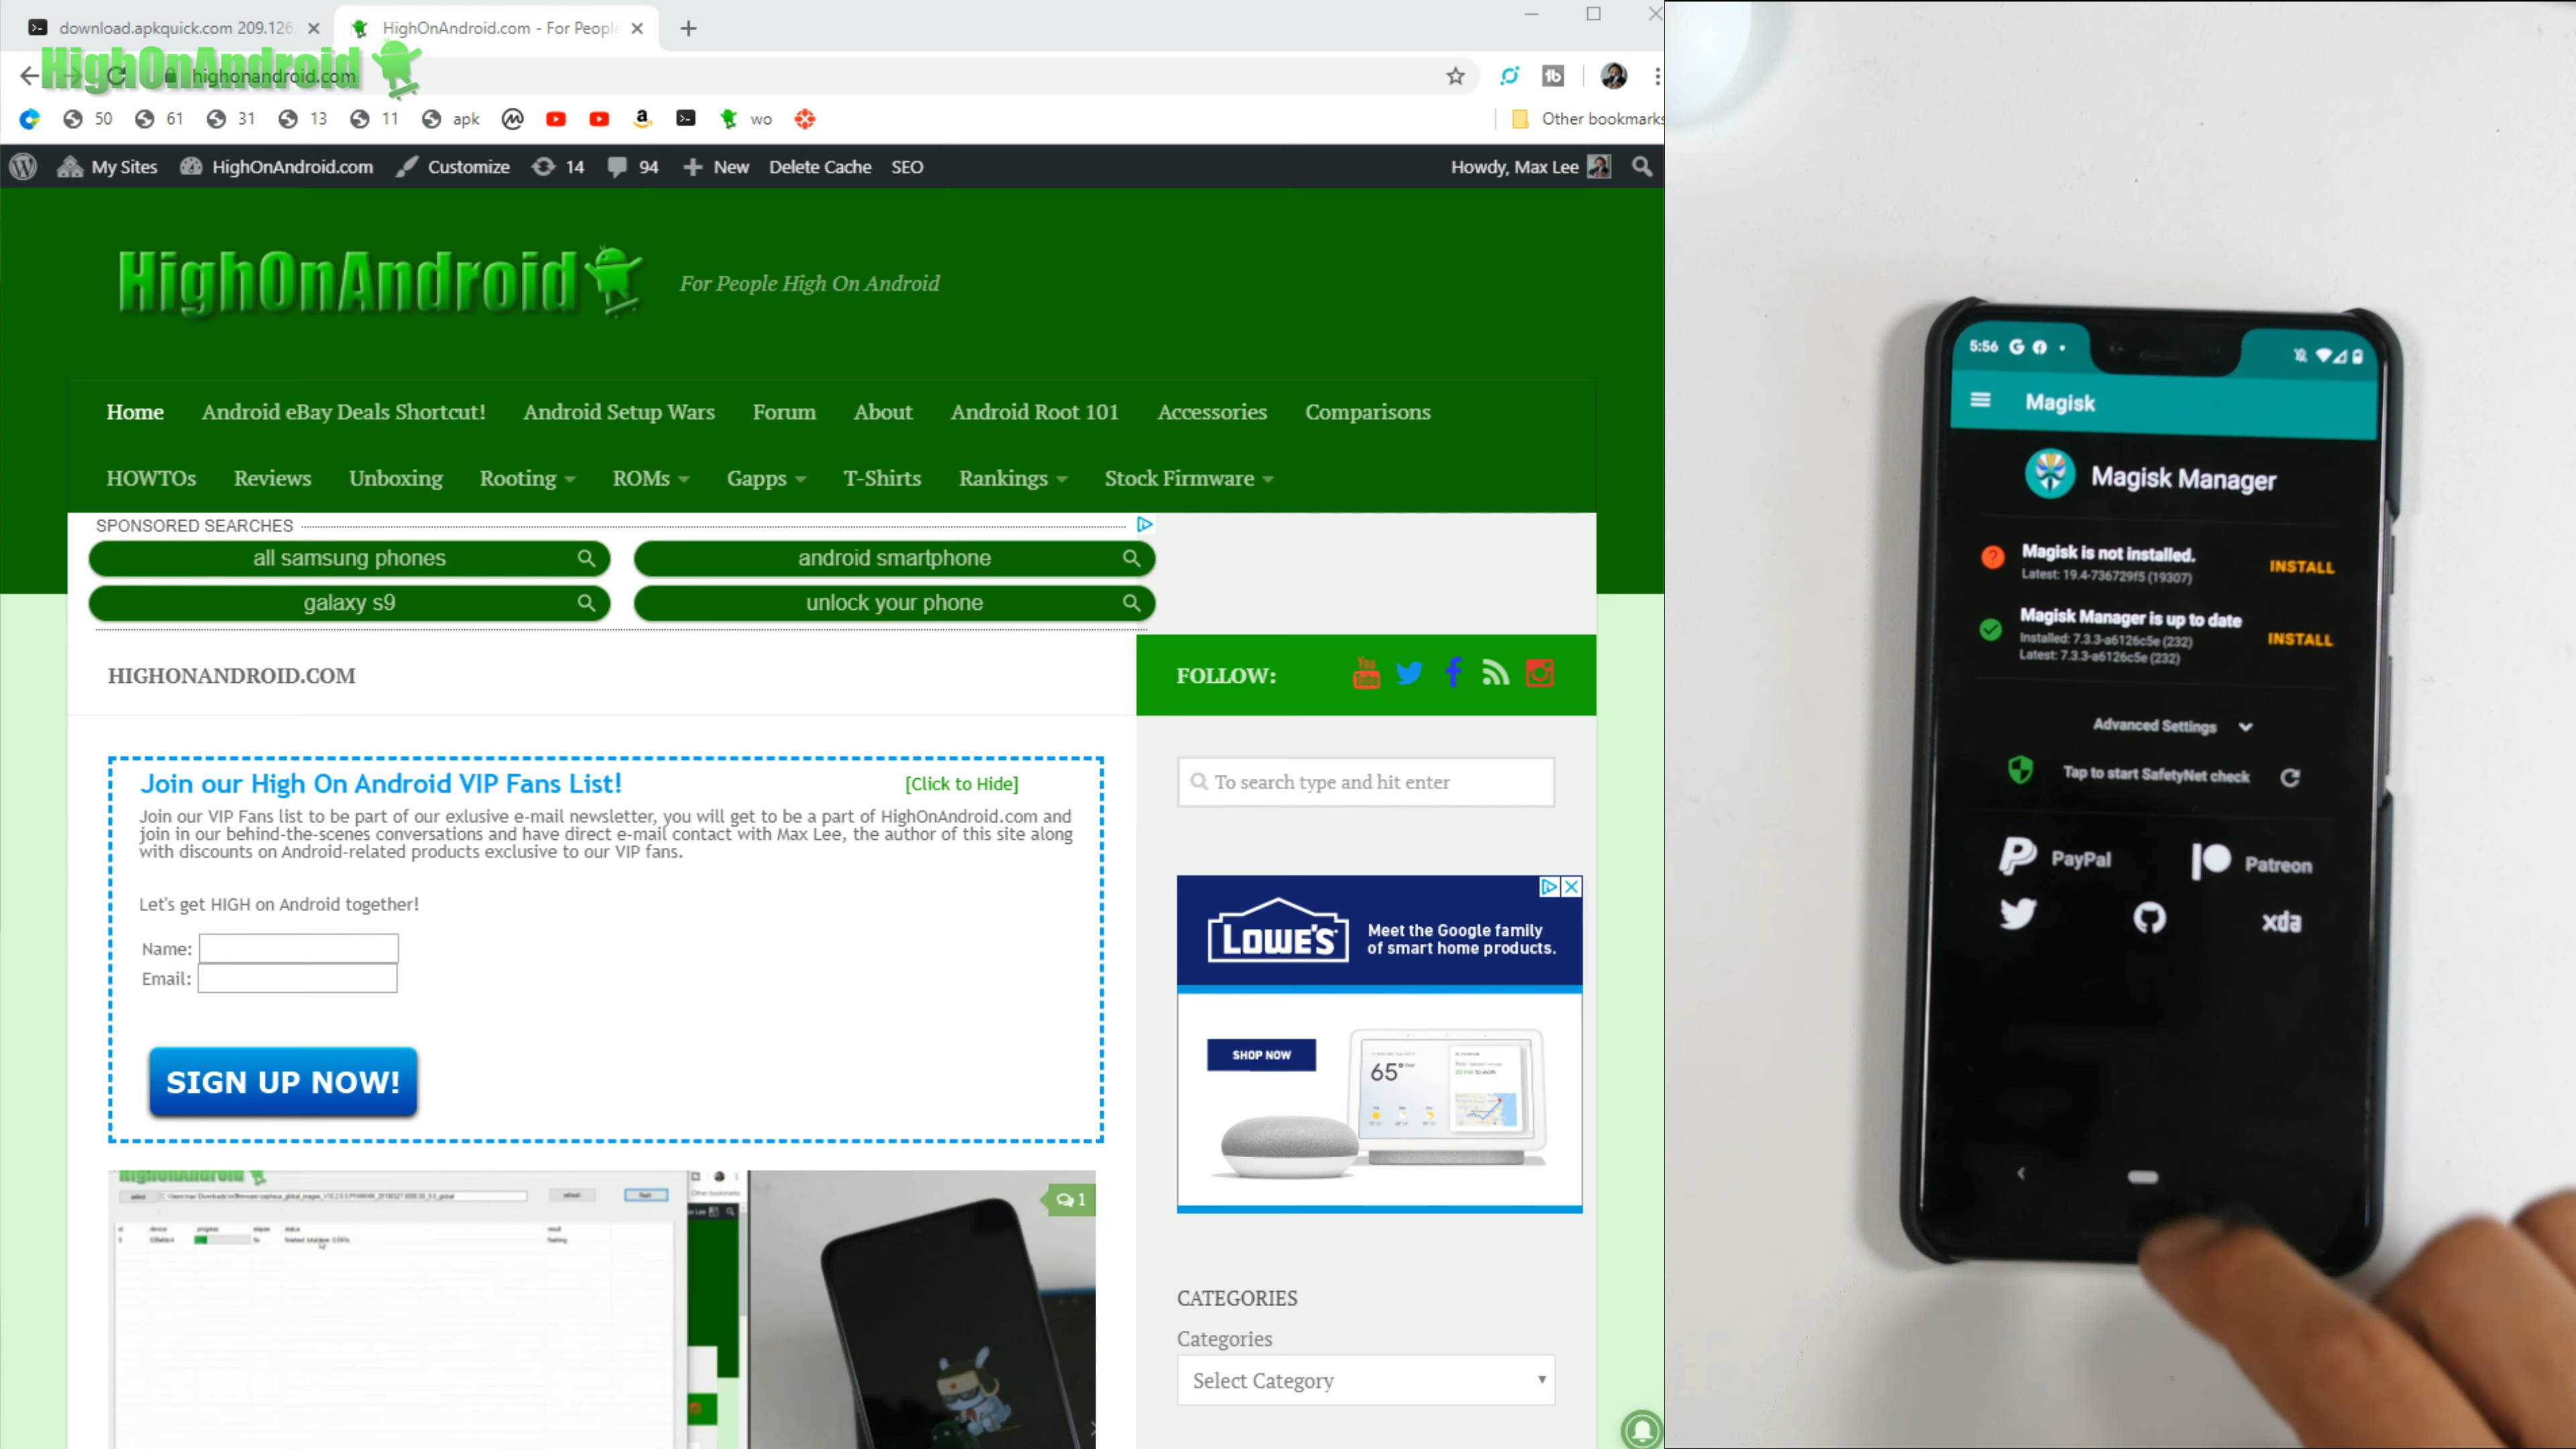 download.apkquick.com 209.126
HighOnAndroid.com - For People
HighOnAndroid
highonandroid.com
50
61
31
13
11
apk
wo
Other bookmarks
My Sites
HighOnAndroid.com
Customize
14
94
New
Delete Cache
SEO
Howdy, Max Lee
HighOnAndroid
For People High On Android
Home
Android eBay Deals Shortcut!
Android Setup Wars
Forum
About
Android Root 101
Accessories
Comparisons
HOWTOs
Reviews
Unboxing
Rooting
ROMs
Gapps
T-Shirts
Rankings
Stock Firmware
SPONSORED SEARCHES
all samsung phones
android smartphone
galaxy s9
unlock your phone
HIGHONANDROID.COM
FOLLOW:
You
Tube
Join our High On Android VIP Fans List!
[Click to Hide]
Join our VIP Fans list to be part of our exlusive e-mail newsletter, you will get to be a part of HighOnAndroid.com and
join in our behind-the-scenes conversations and have direct e-mail contact with Max Lee, the author of this site along
with discounts on Android-related products exclusive to our VIP fans.
Let's get HIGH on Android together!
Name:
Email:
SIGN UP NOW!
HighOnAndroid
1
To search type and hit enter
LOWE'S
Meet the Google family
of smart home products.
SHOP NOW
65°
CATEGORIES
Categories
Select Category
5:56
Magisk
Magisk Manager
Magisk is not installed.
Latest: 19.4-736729f5 (19307)
INSTALL
Magisk Manager is up to date
Installed: 7.3.3-a6126c5e (232)
Latest: 7.3.3-a6126c5e (232)
INSTALL
Advanced Settings
Tap to start SafetyNet check
PayPal
Patreon
xda